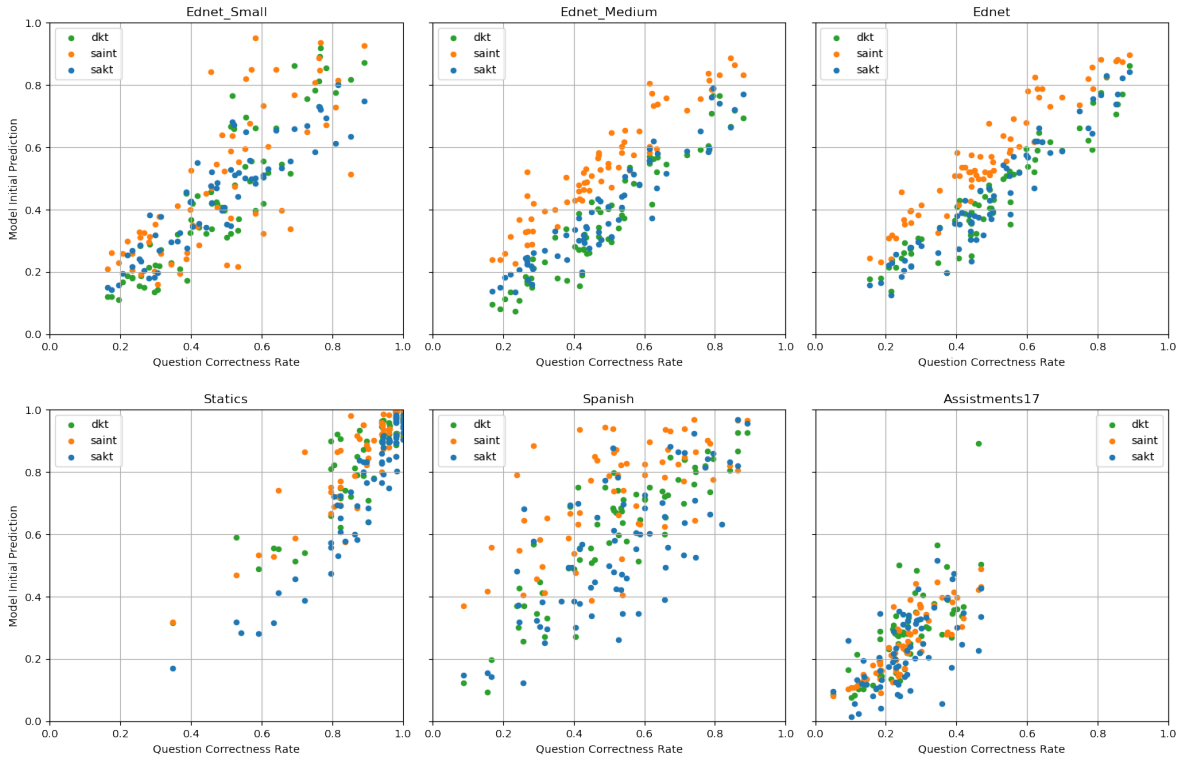 Ednet_Small
Ednet_Medium
Ednet
dkt
saint
sakt
dkt
saint
sakt
dkt
saint
sakt
Model Initial Prediction
1.0
0.8
0.6
0.4
0.2
0.0
0.0 0.2 0.4 0.6 0.8 1.0
0.0 0.2 0.4 0.6 0.8 1.0
0.0 0.2 0.4 0.6 0.8 1.0
Question Correctness Rate
Question Correctness Rate
Question Correctness Rate
Statics
Spanish
Assistments17
dkt
saint
sakt
dkt
saint
sakt
dkt
saint
sakt
Model Initial Prediction
1.0
0.8
0.6
0.4
0.2
0.0
0.0 0.2 0.4 0.6 0.8 1.0
0.0 0.2 0.4 0.6 0.8 1.0
0.0 0.2 0.4 0.6 0.8 1.0
Question Correctness Rate
Question Correctness Rate
Question Correctness Rate